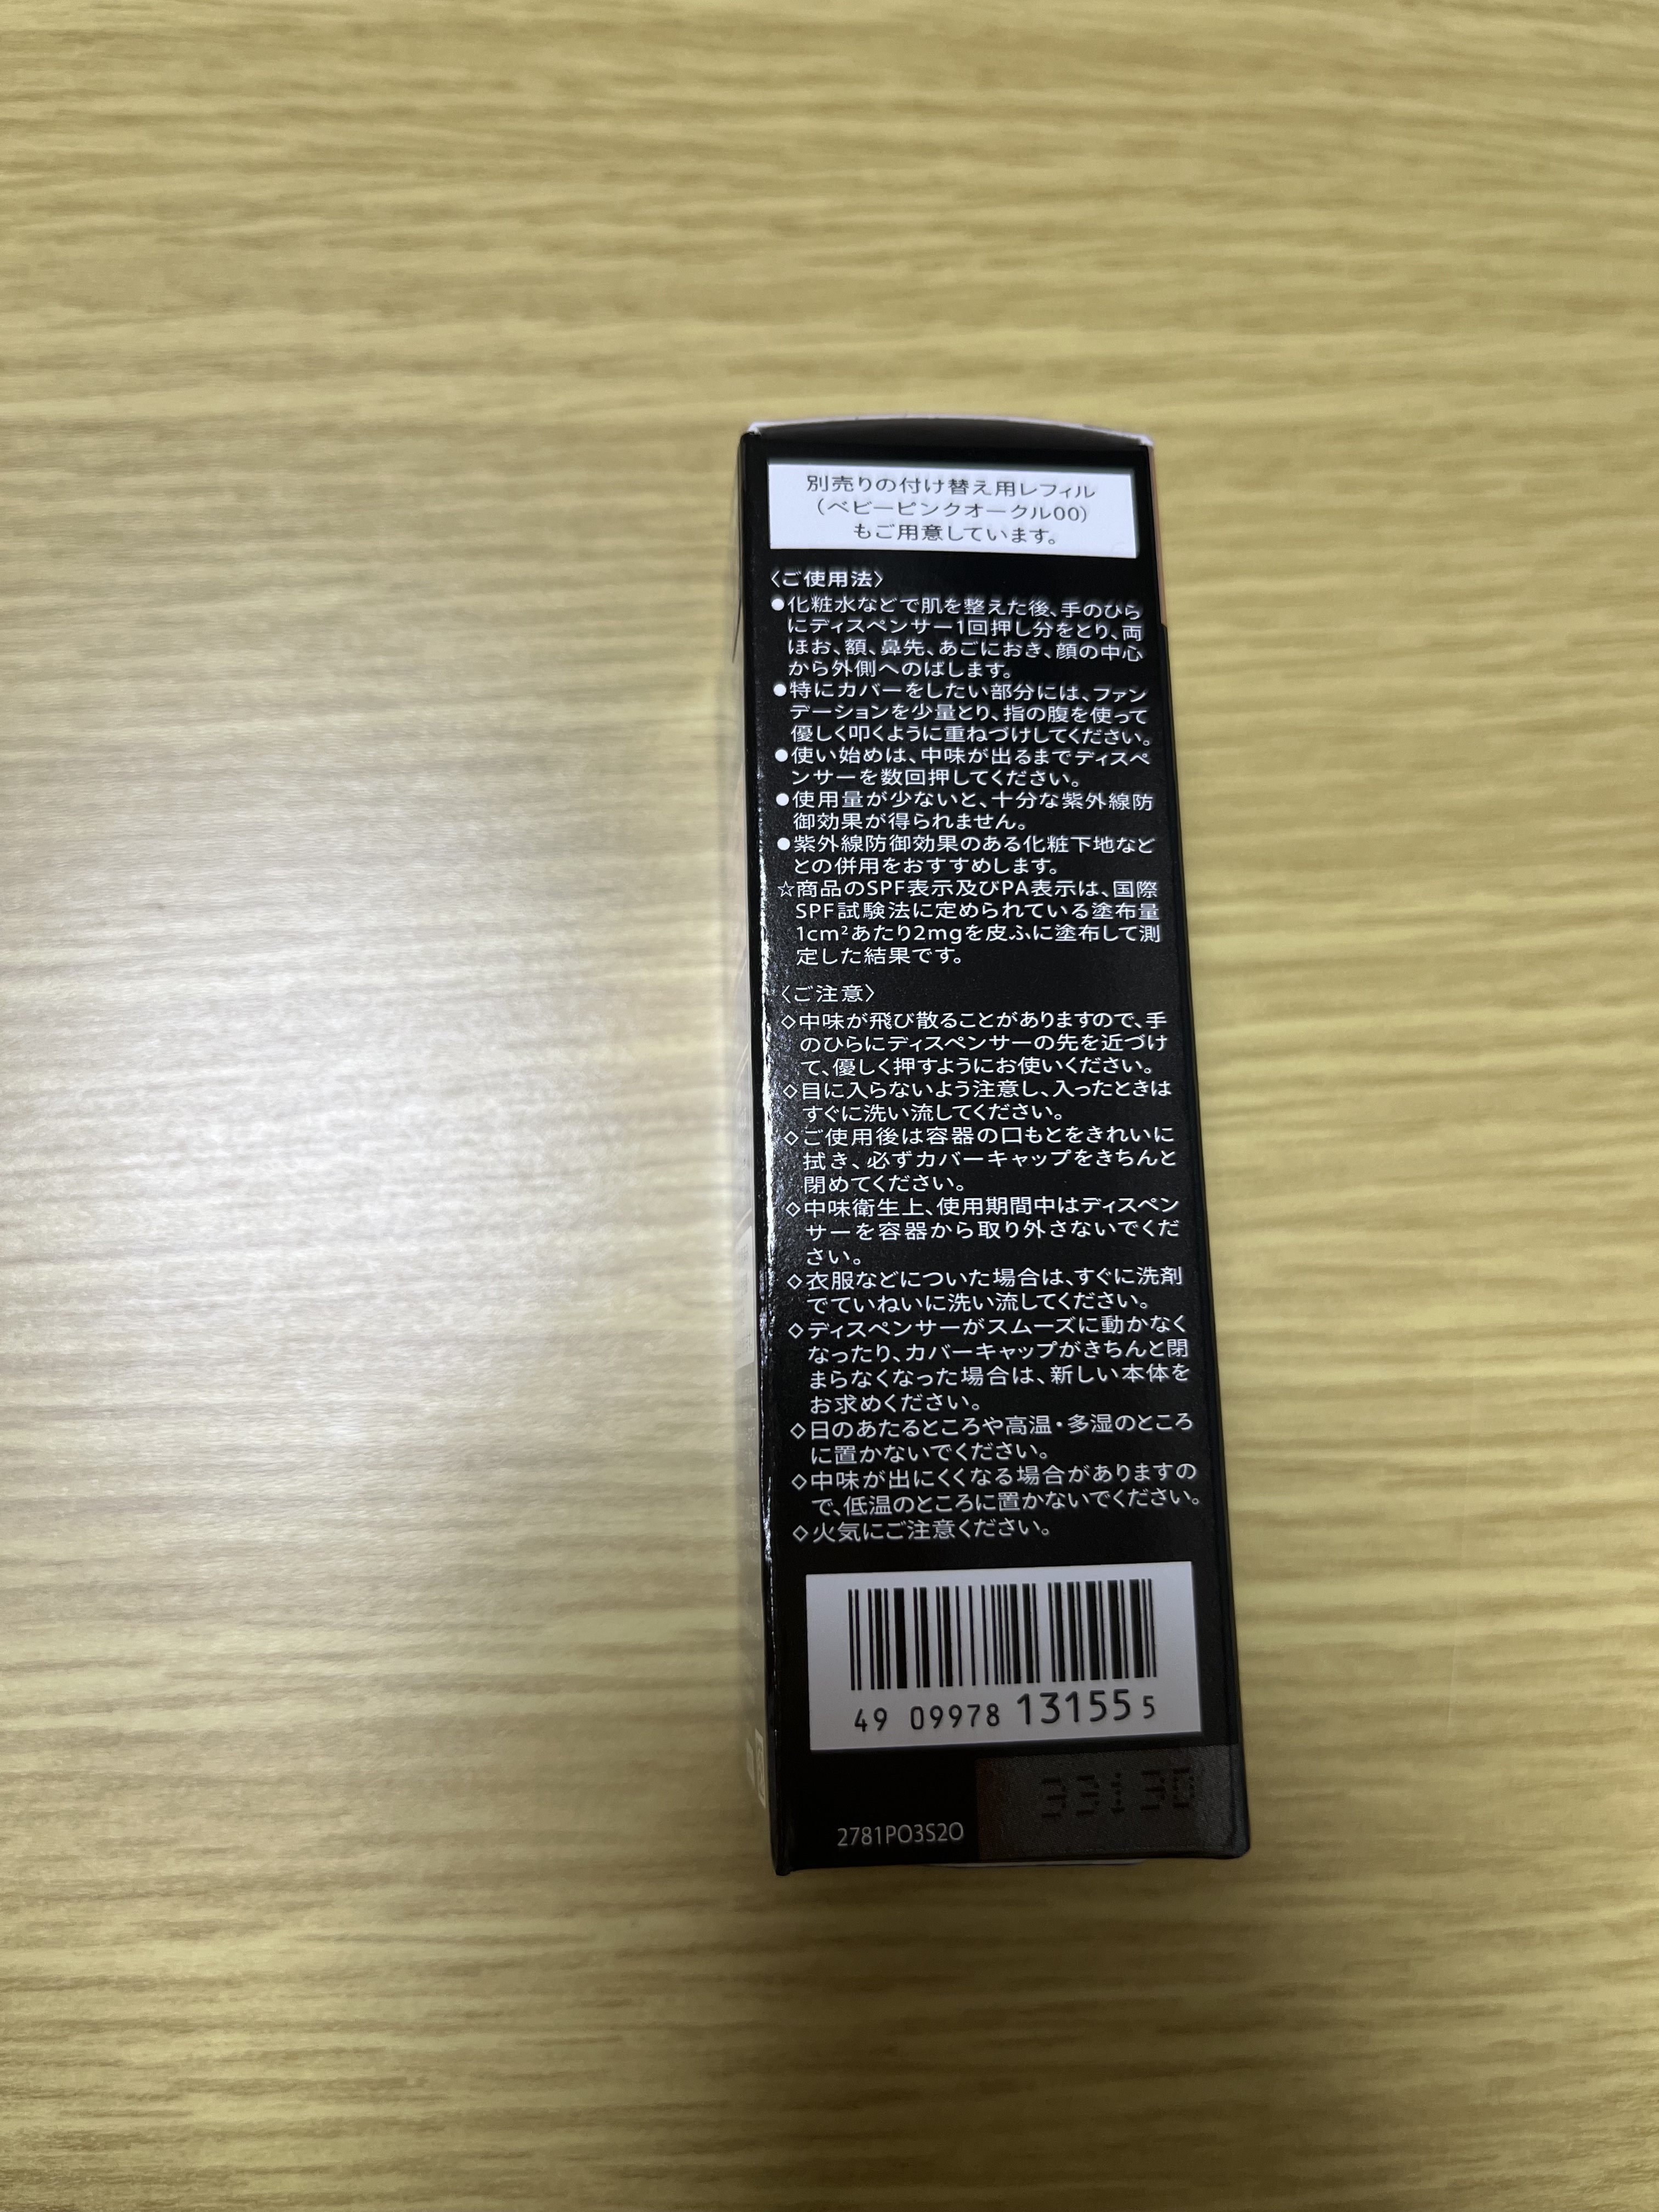 別売りの付け替え用レフィル
（ベビーピンクオークル00）
もご用意しています。
〈ご使用法〉
●化粧水などで肌を整えた後、手のひら
にディスペンサー1回押し分をとり、両
ほお、額、鼻先、あごにおき、顔の中心
から外側へのばします。
●特にカバーをしたい部分には、ファン
デーションを少量とり、指の腹を使って
優しく叩くように重ねづけしてください。
●使い始めは、中味が出るまでディスペ
ンサーを数回押してください。
●使用量が少ないと、十分な紫外線防
御効果が得られません。
●紫外線防御効果のある化粧下地など
との併用をおすすめします。
☆商品のSPF表示及びPA表示は、国際
SPF試験法に定められている塗布量
1cm²あたり2mgを皮ふに塗布して測
定した結果です。
〈ご注意〉
◇中味が飛び散ることがありますので、手
のひらにディスペンサーの先を近づけ
て、優しく押すようにお使いください。
◇目に入らないよう注意し、入ったときは
すぐに洗い流してください。
◇ご使用後は容器の口もとをきれいに
拭き、必ずカバーキャップをきちんと
閉めてください。
◇中味衛生上、使用期間中はディスペン
サーを容器から取り外さないでくだ
さい。
◇衣服などについた場合は、すぐに洗剤
でていねいに洗い流してください。
◇ディスペンサーがスムーズに動かなく
なったり、カバーキャップがきちんと閉
まらなくなった場合は、新しい本体を
お求めください。
◇日のあたるところや高温・多湿のところ
に置かないでください。
◇中味が出にくくなる場合がありますの
で、低温のところに置かないでください。
◇火気にご注意ください。
49 09978 13155 5
33130
2781PO3S2O